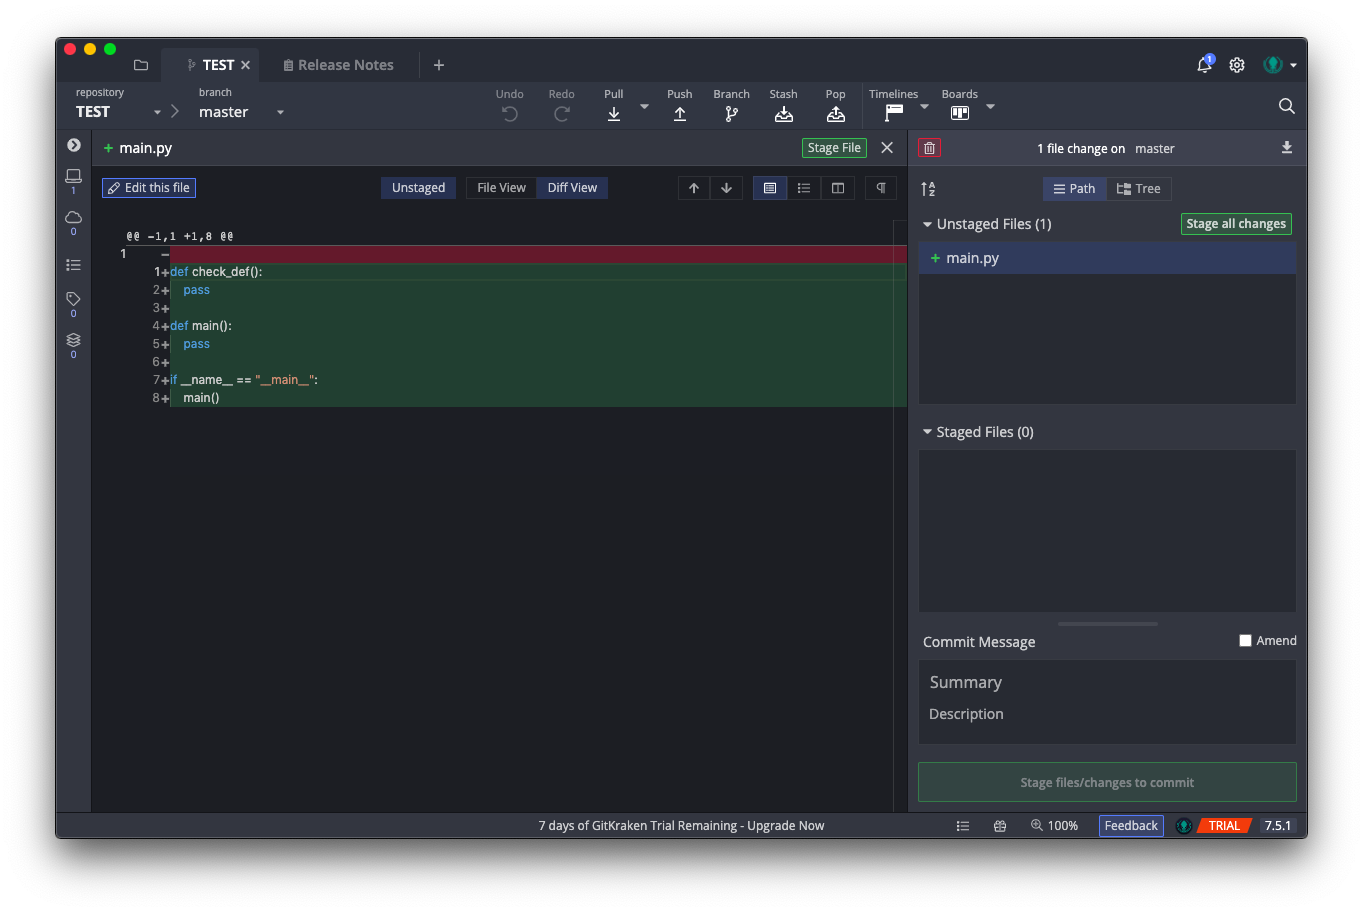 TEST
Release Notes
1
repository
TEST
branch
master
Undo
Redo
Pull
Push
Branch
Stash
Pop
Timelines
Boards
+ main.py
Stage File
1 file change on master
1
0
0
0
Edit this file
Unstaged
File View
Diff View
Path
Tree
@@ -1,1 +1,8 @@
1 −
1+def check_def():
2+ pass
3+
4+def main():
5+ pass
6+
7+if __name__ == "__main__":
8+ main()
Unstaged Files (1)
Stage all changes
+ main.py
Staged Files (0)
Commit Message
Amend
Summary
Description
Stage files/changes to commit
7 days of GitKraken Trial Remaining - Upgrade Now
100%
Feedback
TRIAL
7.5.1